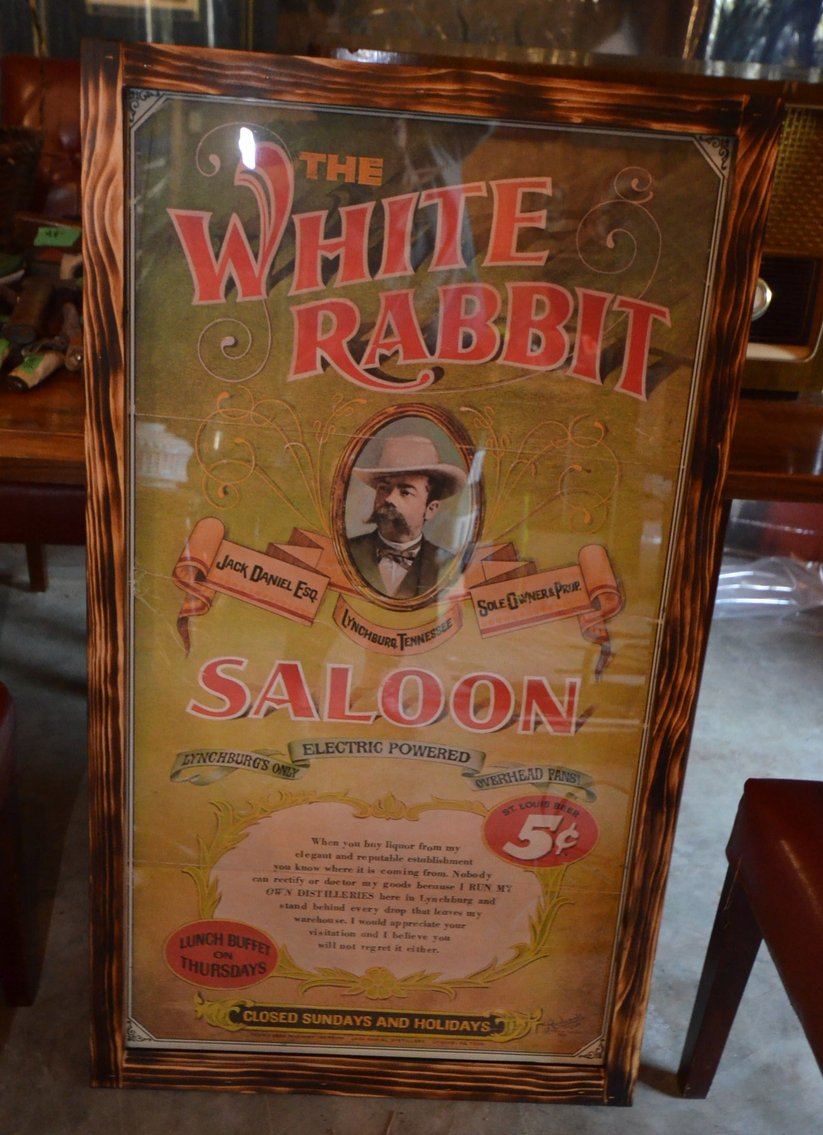 THE
WHITE
RABBIT
JACK DANIEL ESQ.
SOLE OWNER & PROP.
LYNCHBURG, TENNESSEE
SALOON
LYNCHBURG'S ONLY
ELECTRIC POWERED
OVERHEAD FANS!
ST. LOUIS BEER
5¢
When you buy liquor from my
elegant and reputable establishment
you know where it is coming from. Nobody
can rectify or doctor my goods because I RUN MY
OWN DISTILLERIES here in Lynchburg and
stand behind every drop that leaves my
warehouse. I would appreciate your
visitation and I believe you
will not regret it either.
LUNCH BUFFET
ON
THURSDAYS
CLOSED SUNDAYS AND HOLIDAYS